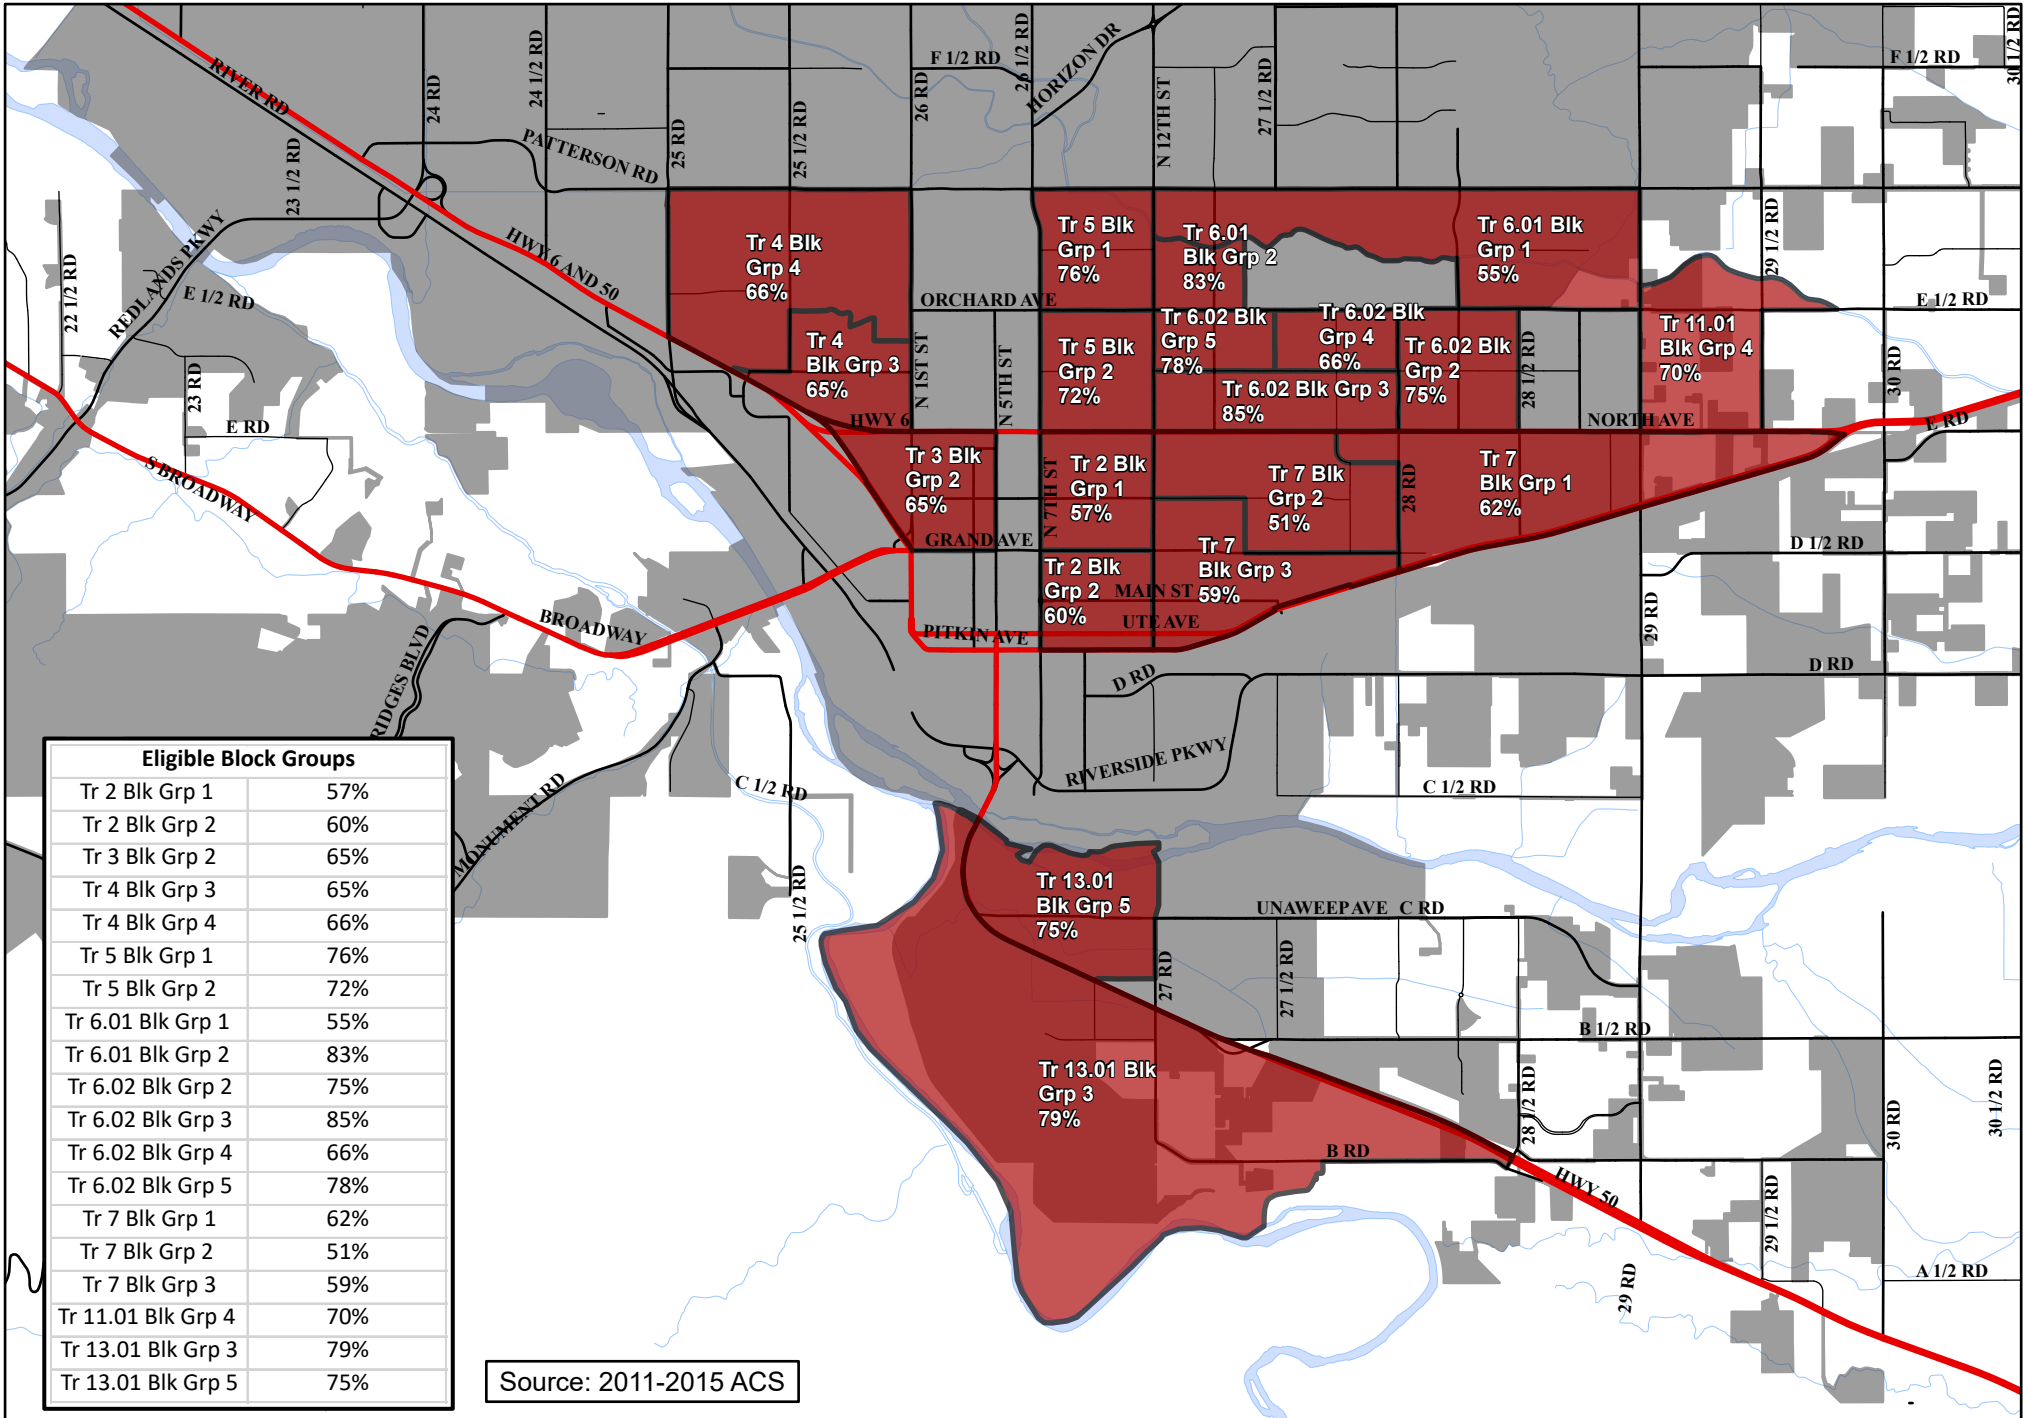 RIVER RD
24 RD
24 1/2 RD
F 1/2 RD
26 1/2 RD
HORIZON DR
F 1/2 RD
30 1/2 RD
23 1/2 RD
PATTERSON RD
25 RD
25 1/2 RD
26 RD
N 12TH ST
27 1/2 RD
22 1/2 RD
REDLANDS PKWY
E 1/2 RD
HWY 6 AND 50
Tr 4 Blk
Grp 4
66%
Tr 5 Blk
Grp 1
76%
Tr 6.01
Blk Grp 2
83%
Tr 6.01 Blk
Grp 1
55%
29 1/2 RD
ORCHARD AVE
E 1/2 RD
Tr 4
Blk Grp 3
65%
N 1ST ST
N 5TH ST
Tr 5 Blk
Grp 2
72%
Tr 6.02 Blk
Grp 5
78%
Tr 6.02 Blk
Grp 4
66%
Tr 6.02 Blk
Grp 2
75%
28 1/2 RD
Tr 11.01
Blk Grp 4
70%
30 RD
23 RD
E RD
S BROADWAY
Tr 6.02 Blk Grp 3
85%
HWY 6
NORTH AVE
E RD
Tr 3 Blk
Grp 2
65%
N 7TH ST
Tr 2 Blk
Grp 1
57%
Tr 7 Blk
Grp 2
51%
28 RD
Tr 7
Blk Grp 1
62%
GRAND AVE
D 1/2 RD
Tr 2 Blk
Grp 2
60%
Tr 7
Blk Grp 3
59%
MAIN ST
UTE AVE
PITKIN AVE
BROADWAY
RIDGES BLVD
29 RD
D RD
D RD
RIVERSIDE PKWY
C 1/2 RD
C 1/2 RD
MONUMENT RD
25 1/2 RD
Tr 13.01
Blk Grp 5
75%
UNAWEEP AVE
C RD
27 RD
27 1/2 RD
B 1/2 RD
Tr 13.01 Blk
Grp 3
79%
B RD
28 1/2 RD
HWY 50
30 RD
30 1/2 RD
29 1/2 RD
29 RD
A 1/2 RD
Eligible Block Groups
Tr 2 Blk Grp 1 57%
Tr 2 Blk Grp 2 60%
Tr 3 Blk Grp 2 65%
Tr 4 Blk Grp 3 65%
Tr 4 Blk Grp 4 66%
Tr 5 Blk Grp 1 76%
Tr 5 Blk Grp 2 72%
Tr 6.01 Blk Grp 1 55%
Tr 6.01 Blk Grp 2 83%
Tr 6.02 Blk Grp 2 75%
Tr 6.02 Blk Grp 3 85%
Tr 6.02 Blk Grp 4 66%
Tr 6.02 Blk Grp 5 78%
Tr 7 Blk Grp 1 62%
Tr 7 Blk Grp 2 51%
Tr 7 Blk Grp 3 59%
Tr 11.01 Blk Grp 4 70%
Tr 13.01 Blk Grp 3 79%
Tr 13.01 Blk Grp 5 75%
Source: 2011-2015 ACS